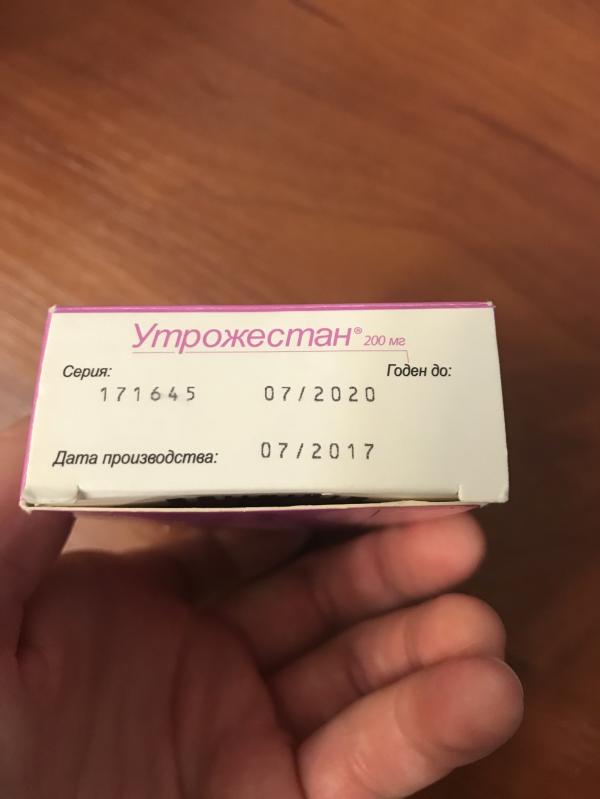 Утрожестан® 200 мг
Серия: Годен до:
171645 07/2020
Дата производства: 07/2017